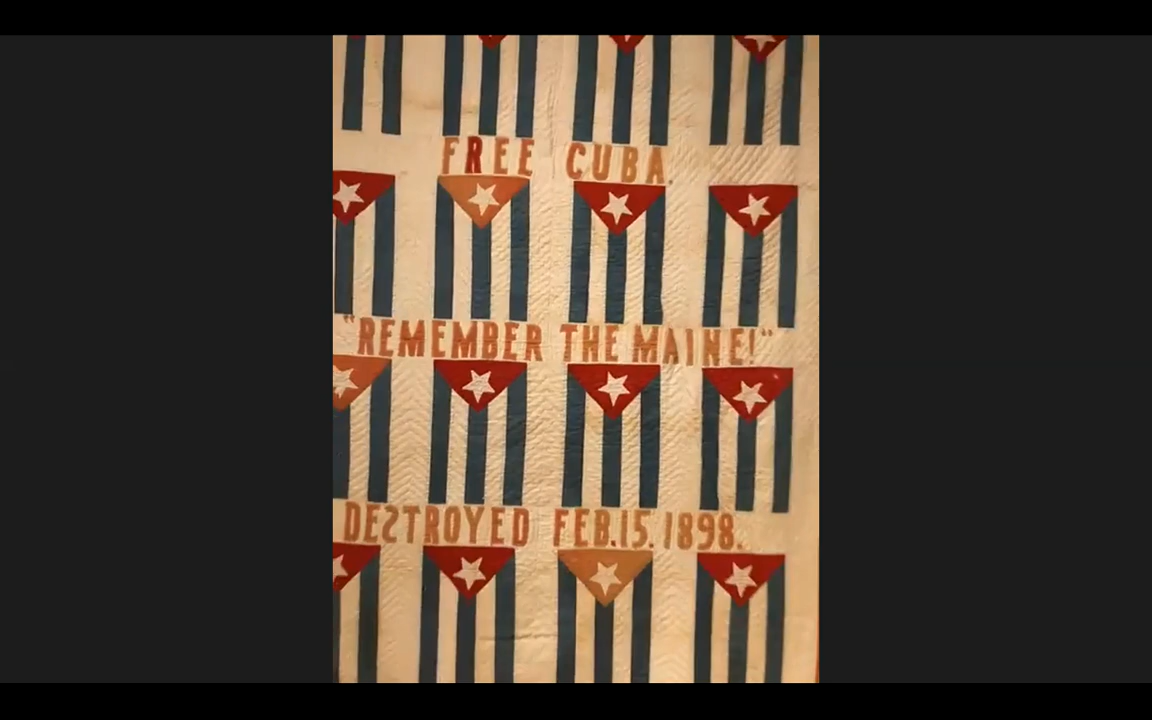 FREE CUBA.
"REMEMBER THE MAINE!"
DESTROYED FEB.15.1898.